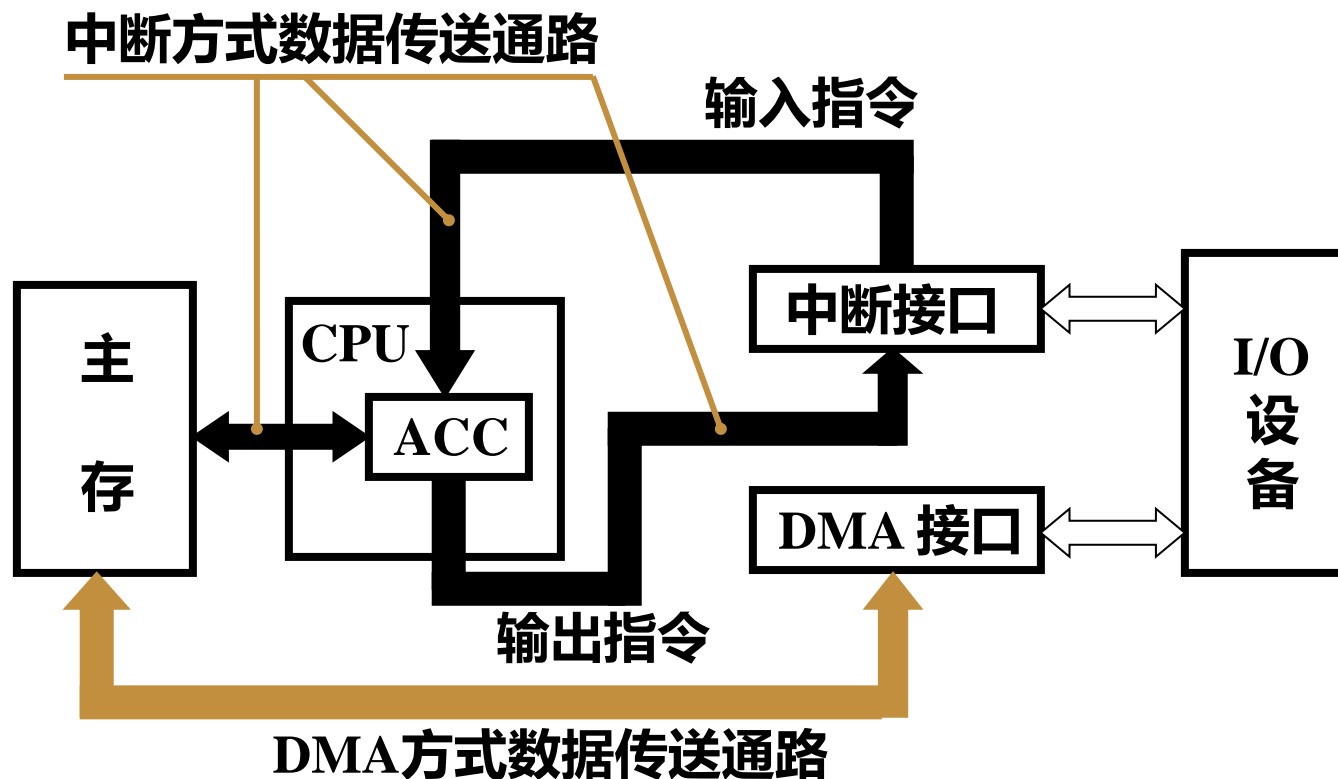 中断方式数据传送通路
输入指令
中断接口
主
存
CPU
ACC
I/O
设
备
DMA 接口
输出指令
DMA方式数据传送通路